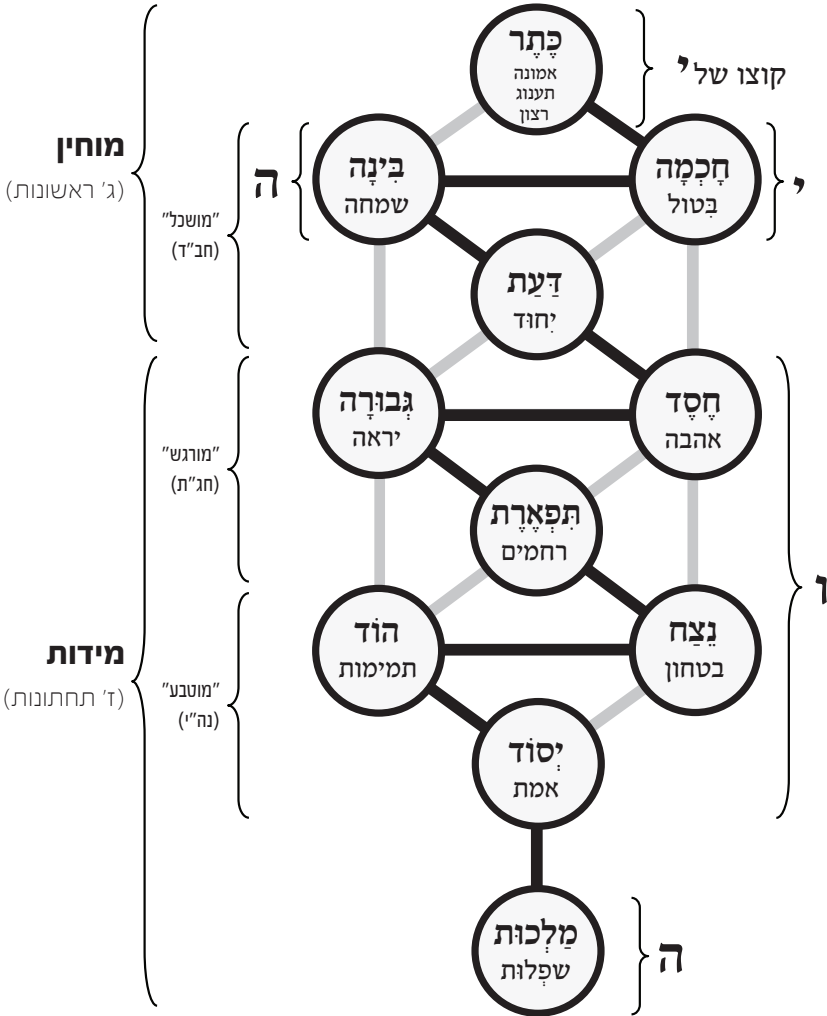 כֶּתֶר
אמונה
תענוג
רצון
קוצו של י
חָכְמָה
בִּטול
י
בִּינָה
שמחה
ה
מוחין
(ג' ראשונות)
"מושכל"
(חב"ד)
דַּעַת
יִחוּד
חֶסֶד
אהבה
גְּבוּרָה
יראה
"מורגש"
(חג"ת)
תִּפְאֶרֶת
רחמים
ו
נֵצַח
בטחון
הוֹד
תמימות
מידות
(ז' תחתונות)
"מוטבע"
(נה"י)
יְסוֹד
אמת
מַלְכוּת
שִׁפְלוּת
ה